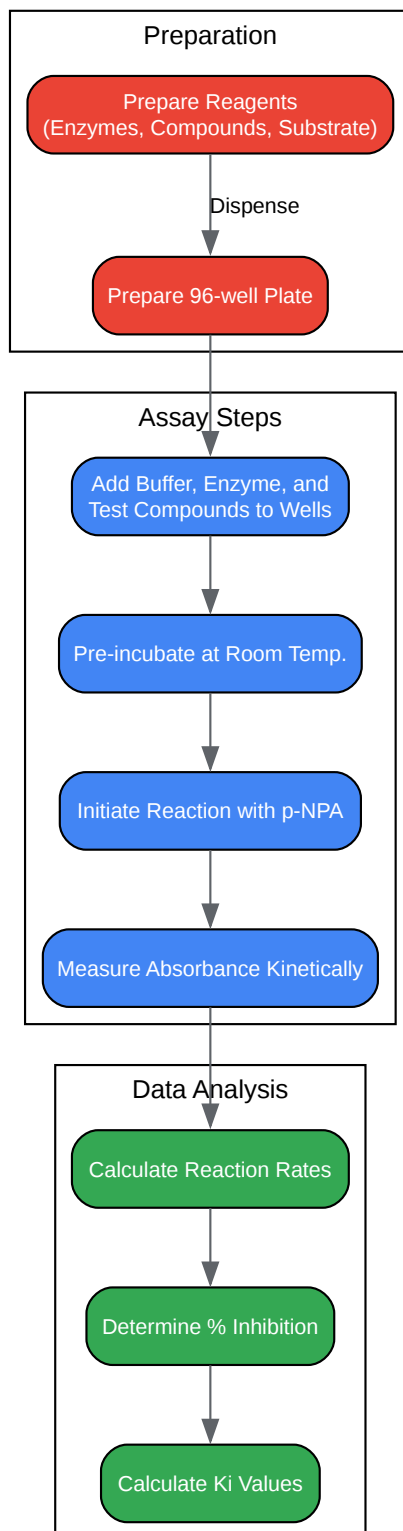 Preparation
Prepare Reagents
(Enzymes, Compounds, Substrate)
Dispense
Prepare 96-well Plate
Assay Steps
Add Buffer, Enzyme, and
Test Compounds to Wells
Pre-incubate at Room Temp.
Initiate Reaction with p-NPA
Measure Absorbance Kinetically
Data Analysis
Calculate Reaction Rates
Determine % Inhibition
Calculate Ki Values